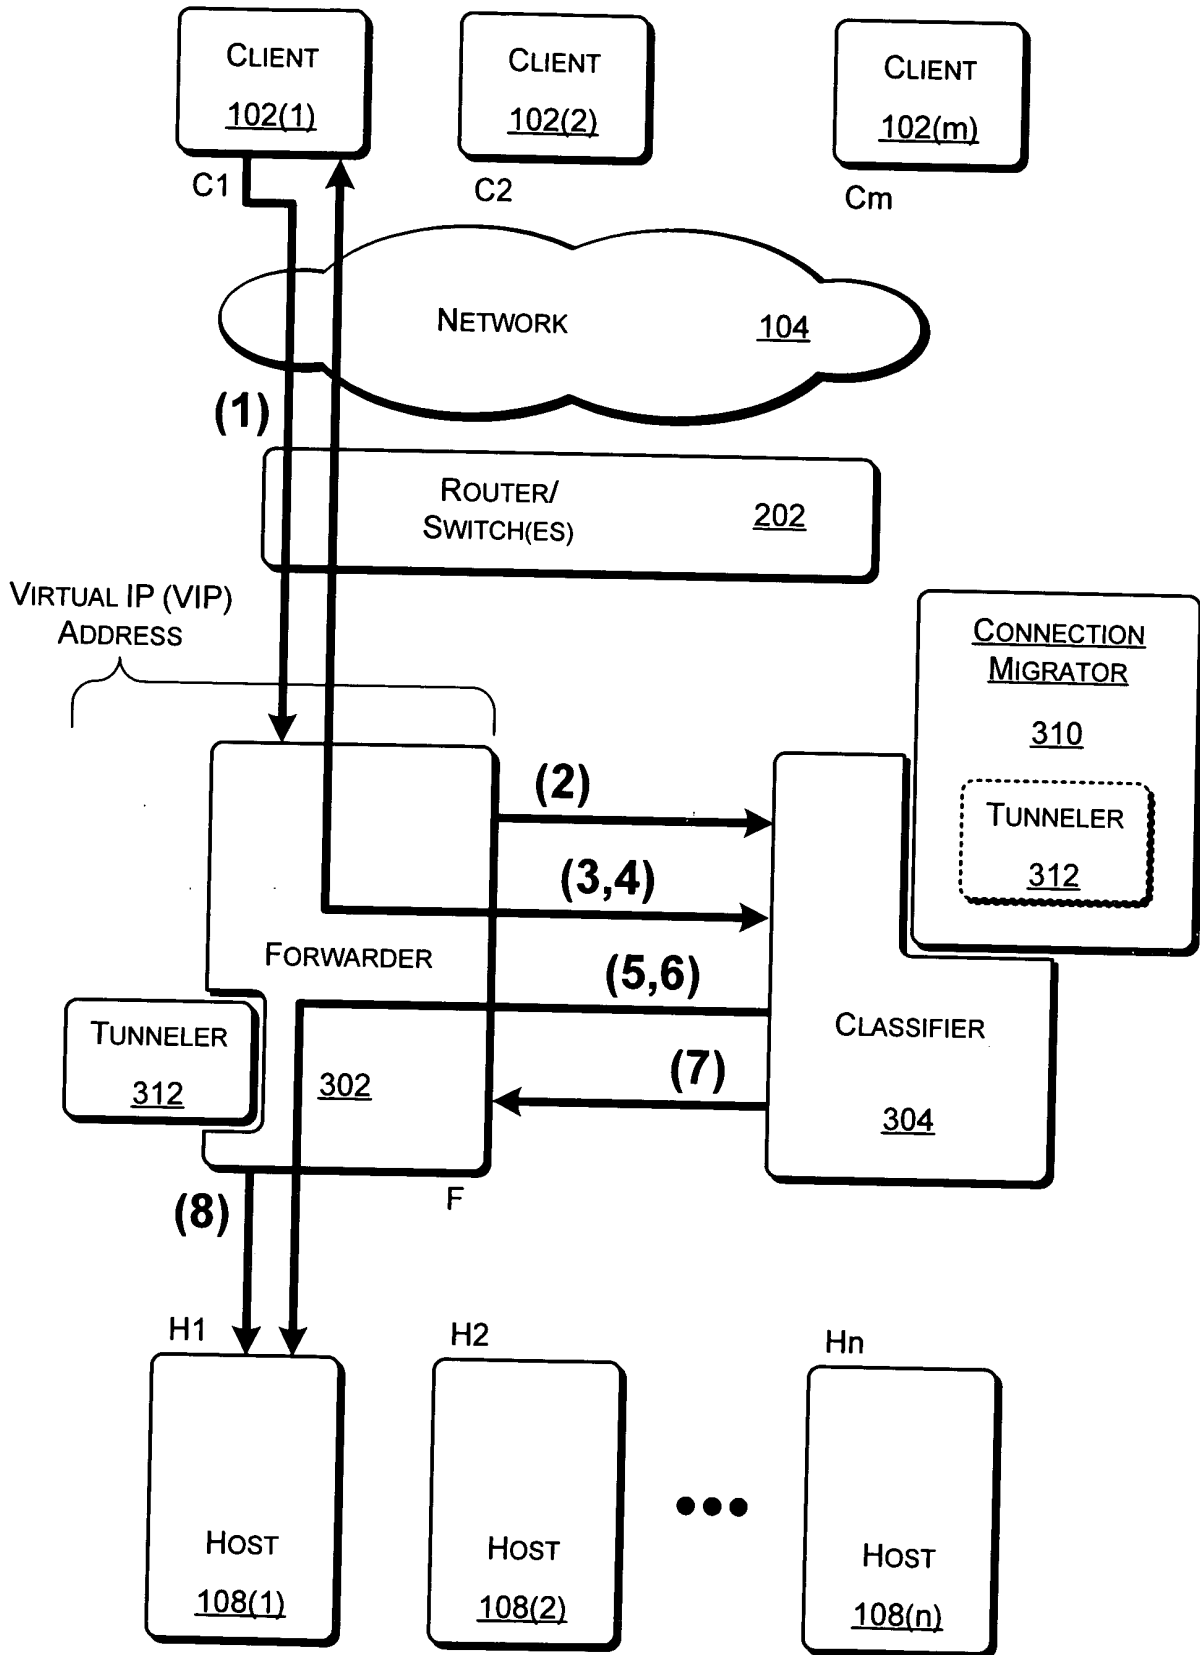 CLIENT
102(1)
CLIENT
102(2)
CLIENT
102(m)
C1
C2
Cm
NETWORK
104
(1)
ROUTER/
SWITCH(ES)
202
VIRTUAL IP (VIP)
ADDRESS
CONNECTION
MIGRATOR
310
TUNNELER
312
(2)
(3,4)
FORWARDER
(5,6)
CLASSIFIER
TUNNELER
312
302
(7)
304
(8)
F
H1
H2
Hn
HOST
108(1)
HOST
108(2)
HOST
108(n)